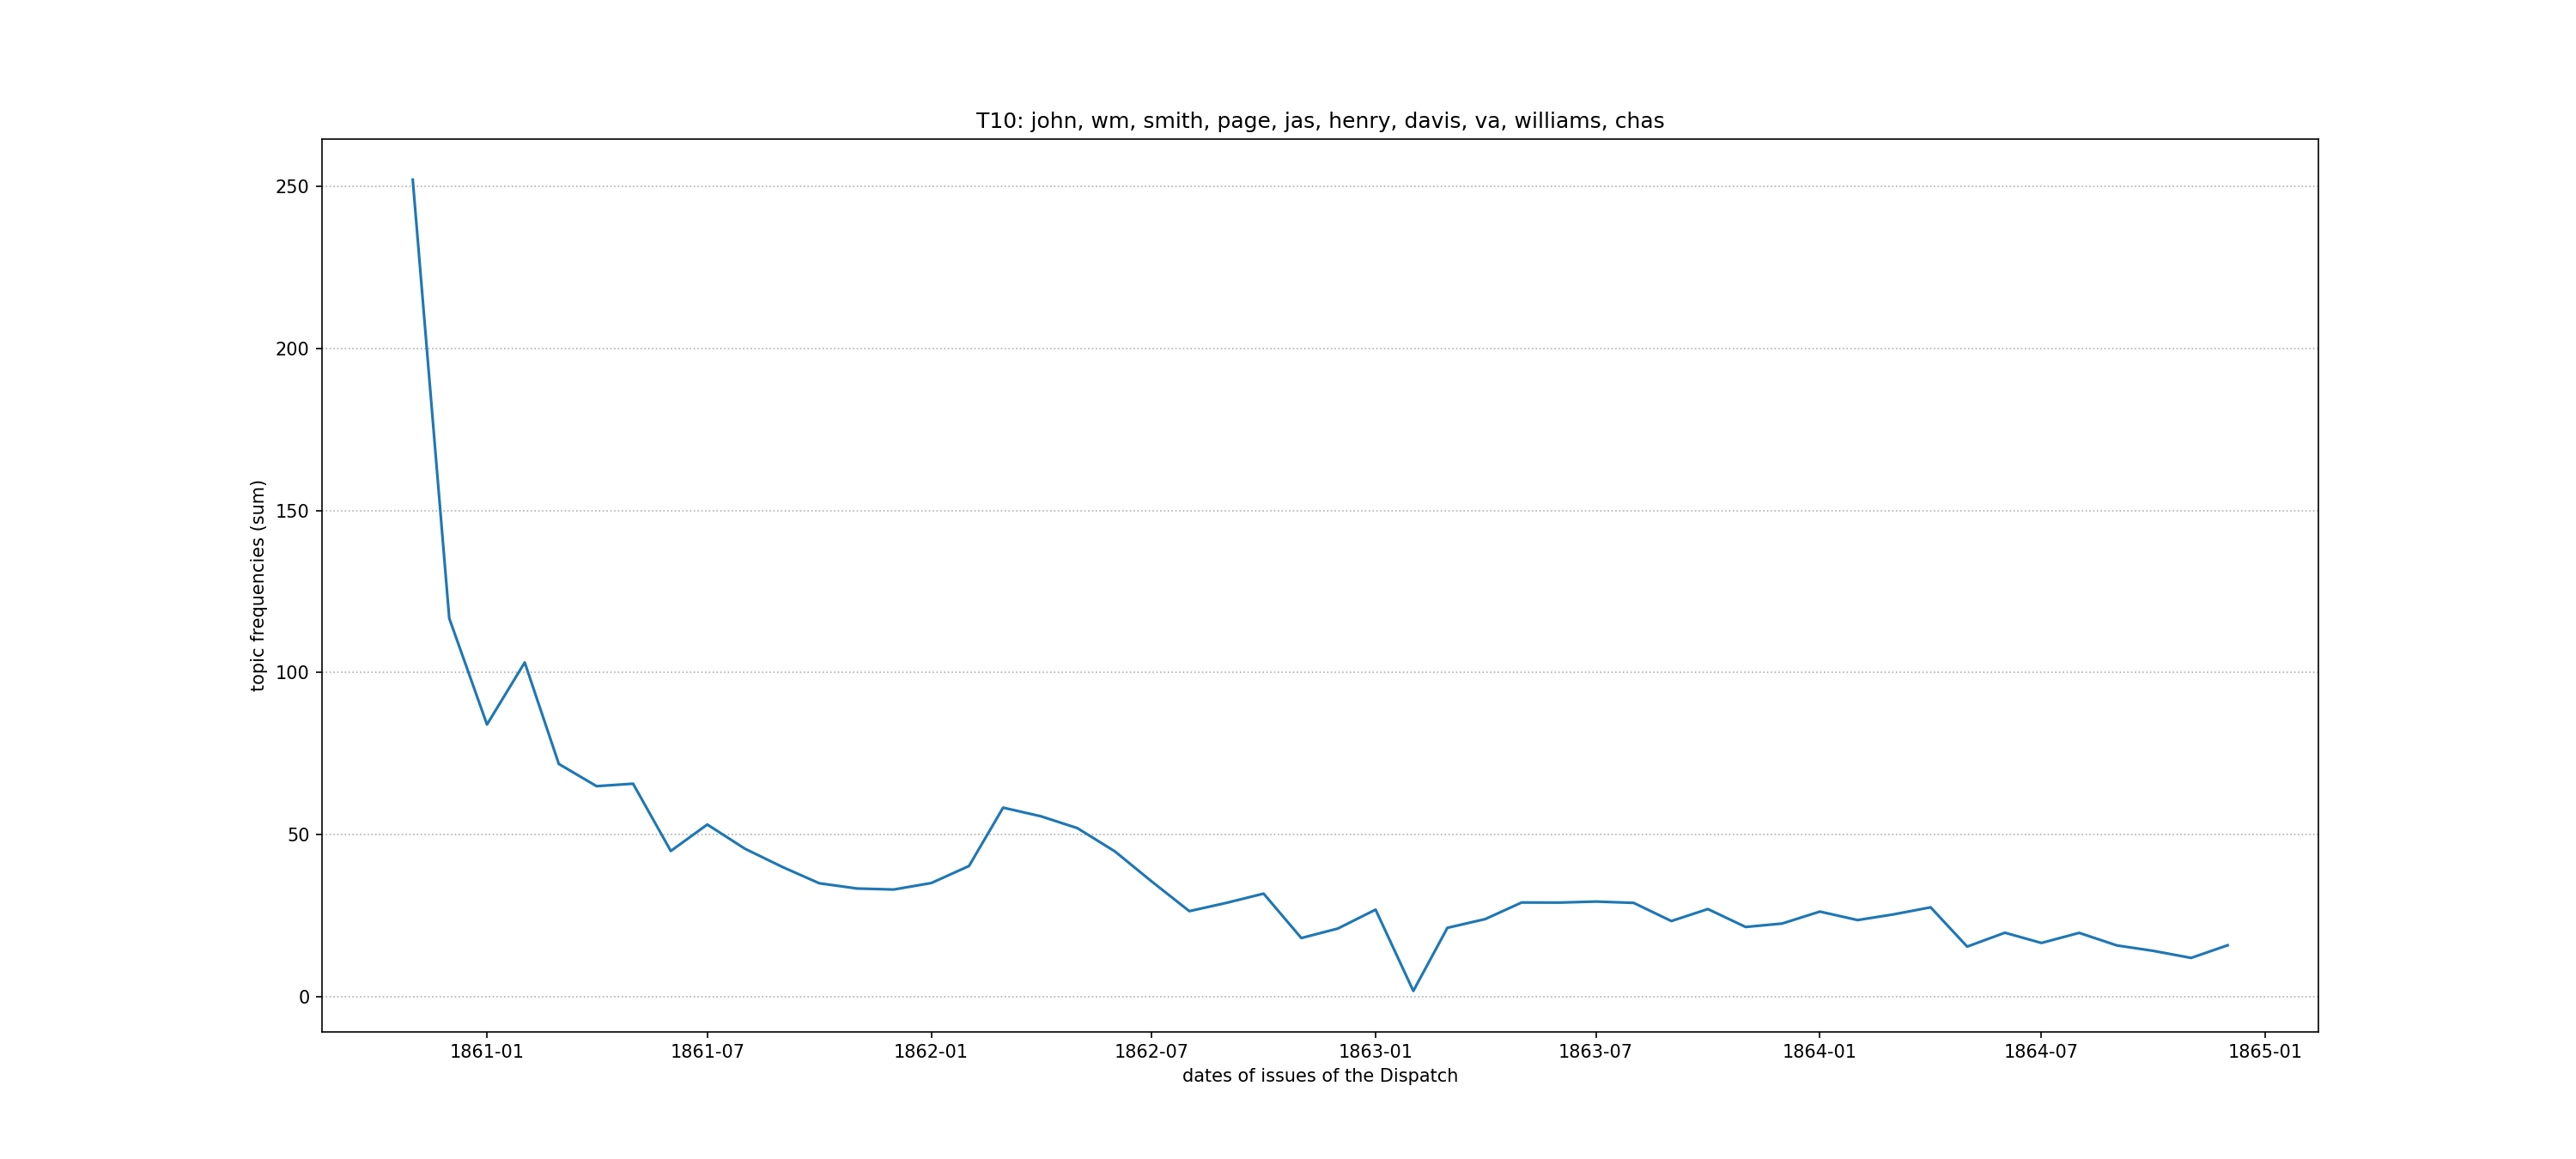 T10: john, wm, smith, page, jas, henry, davis, va, williams, chas
250
200
150
100
50
0
topic frequencies (sum)
1861-01 1861-07 1862-01 1862-07 1863-01 1863-07 1864-01 1864-07 1865-01
dates of issues of the Dispatch